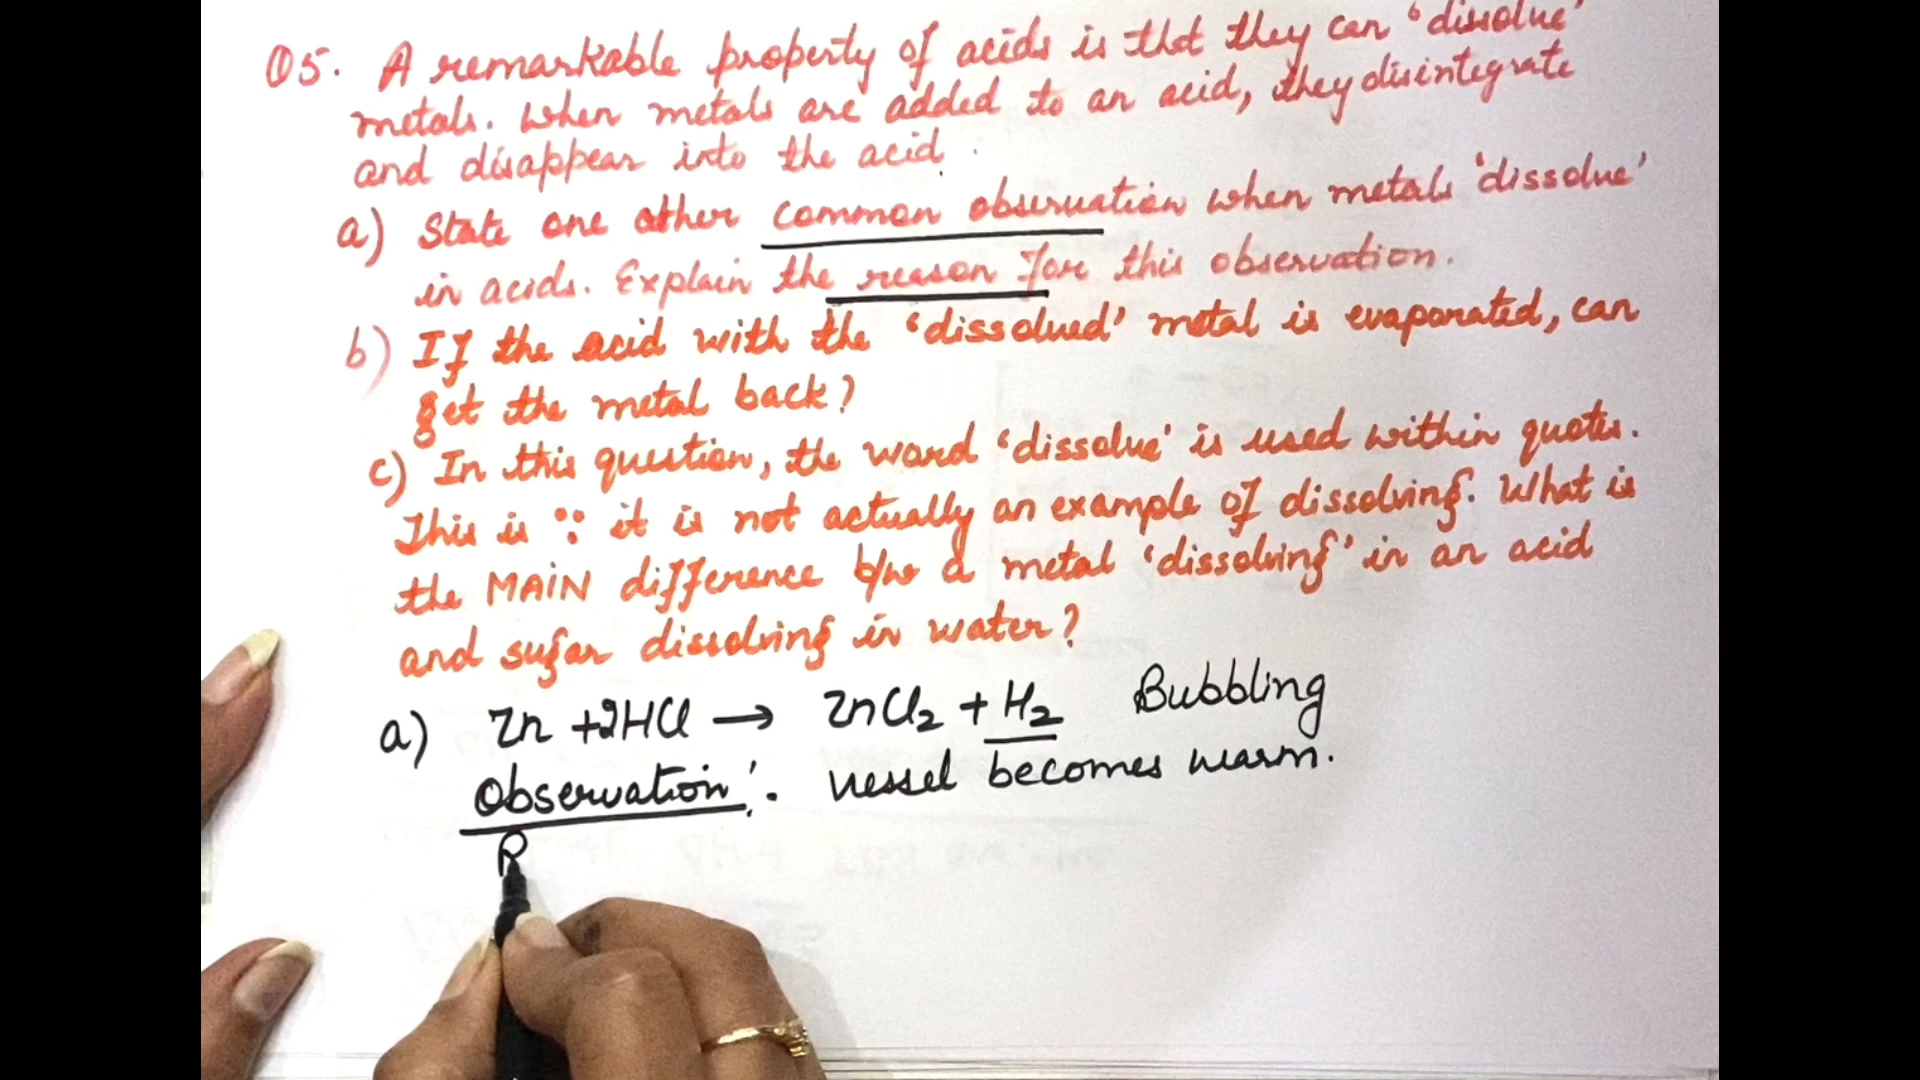 Q5. A remarkable property of acids is that they can 'dissolve'
metals. When metals are added to an acid, they disintegrate
and disappear into the acid.
a) State one other common observation when metals 'dissolve'
in acids. Explain the reason for this observation.
b) If the acid with the 'dissolved' metal is evaporated, can
get the metal back?
c) In this question, the word 'dissolve' is used within quotes.
This is ∵ it is not actually an example of dissolving. What is
the MAIN difference b/w a metal 'dissolving' in an acid
and sugar dissolving in water?
a) Zn + 2HCl → ZnCl₂ + H₂ Bubbling
Observation :. vessel becomes warm.
R